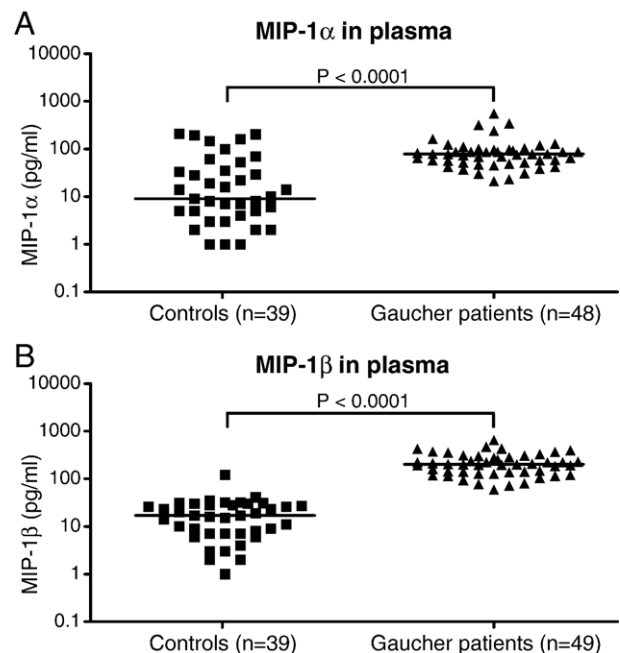 A
MIP-1α in plasma
P < 0.0001
10000
1000
100
10
1
0.1
MIP-1α (pg/ml)
Controls (n=39)
Gaucher patients (n=48)
B
MIP-1β in plasma
P < 0.0001
10000
1000
100
10
1
0.1
MIP-1β (pg/ml)
Controls (n=39)
Gaucher patients (n=49)